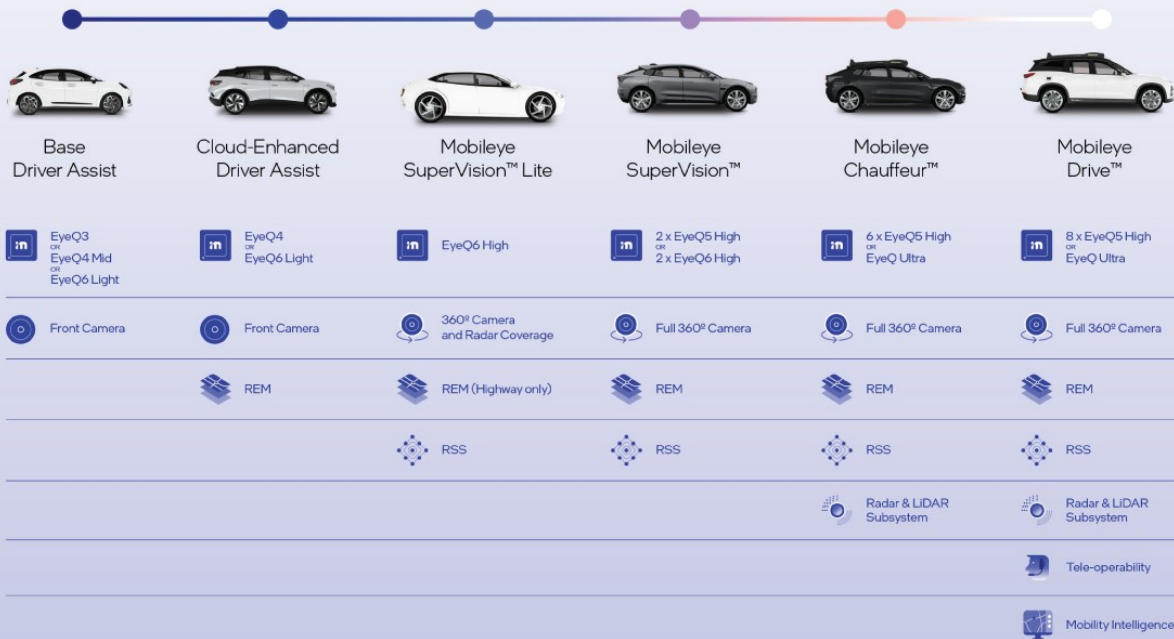 Base
Driver Assist
Cloud-Enhanced
Driver Assist
Mobileye
SuperVision™ Lite
Mobileye
SuperVision™
Mobileye
Chauffeur™
Mobileye
Drive™
EyeQ3
OR
EyeQ4 Mid
OR
EyeQ6 Light
EyeQ4
OR
EyeQ6 Light
EyeQ6 High
2 x EyeQ5 High
OR
2 x EyeQ6 High
6 x EyeQ5 High
OR
EyeQ Ultra
8 x EyeQ5 High
OR
EyeQ Ultra
Front Camera
Front Camera
360º Camera
and Radar Coverage
Full 360º Camera
Full 360º Camera
Full 360º Camera
REM
REM (Highway only)
REM
REM
REM
RSS
RSS
RSS
RSS
Radar & LiDAR
Subsystem
Radar & LiDAR
Subsystem
Tele-operability
Mobility Intelligence